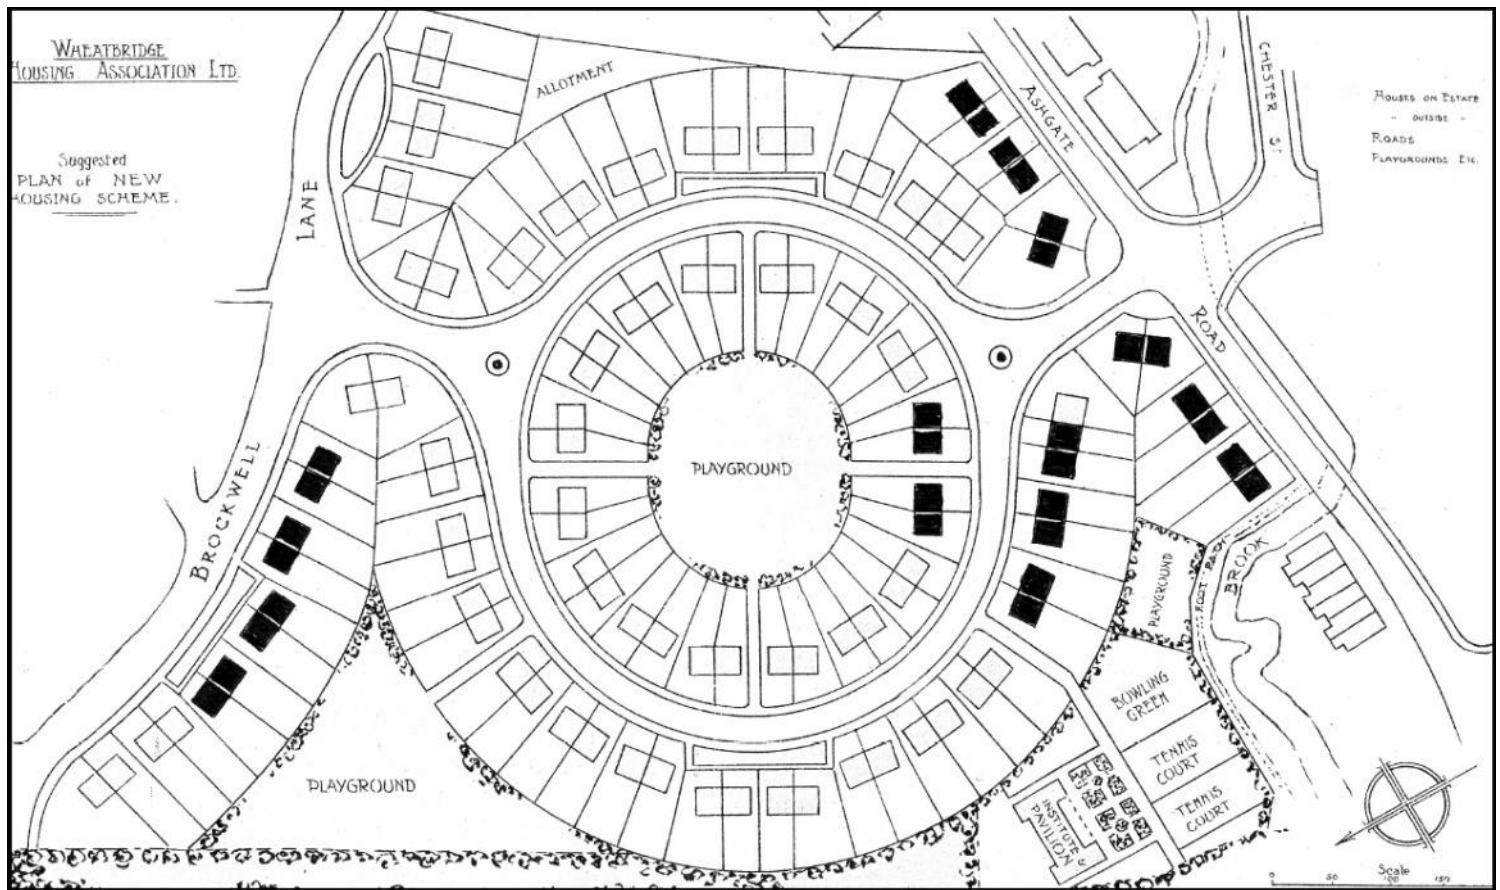 WHEATBRIDGE
HOUSING ASSOCIATION LTD.
Suggested
PLAN of NEW
HOUSING SCHEME.
ALLOTMENT
LANE
ASHGATE
CHESTER ST
HOUSES ON ESTATE
" OUTSIDE "
ROADS
PLAYGROUNDS ETC.
ROAD
BROCKWELL
PLAYGROUND
PLAYGROUND
FOOT PATH
BROOK
BOWLING
GREEN
TENNIS
COURT
TENNIS
COURT
PLAYGROUND
INSTITUTE
PAVILION
Scale
0 50 100 150